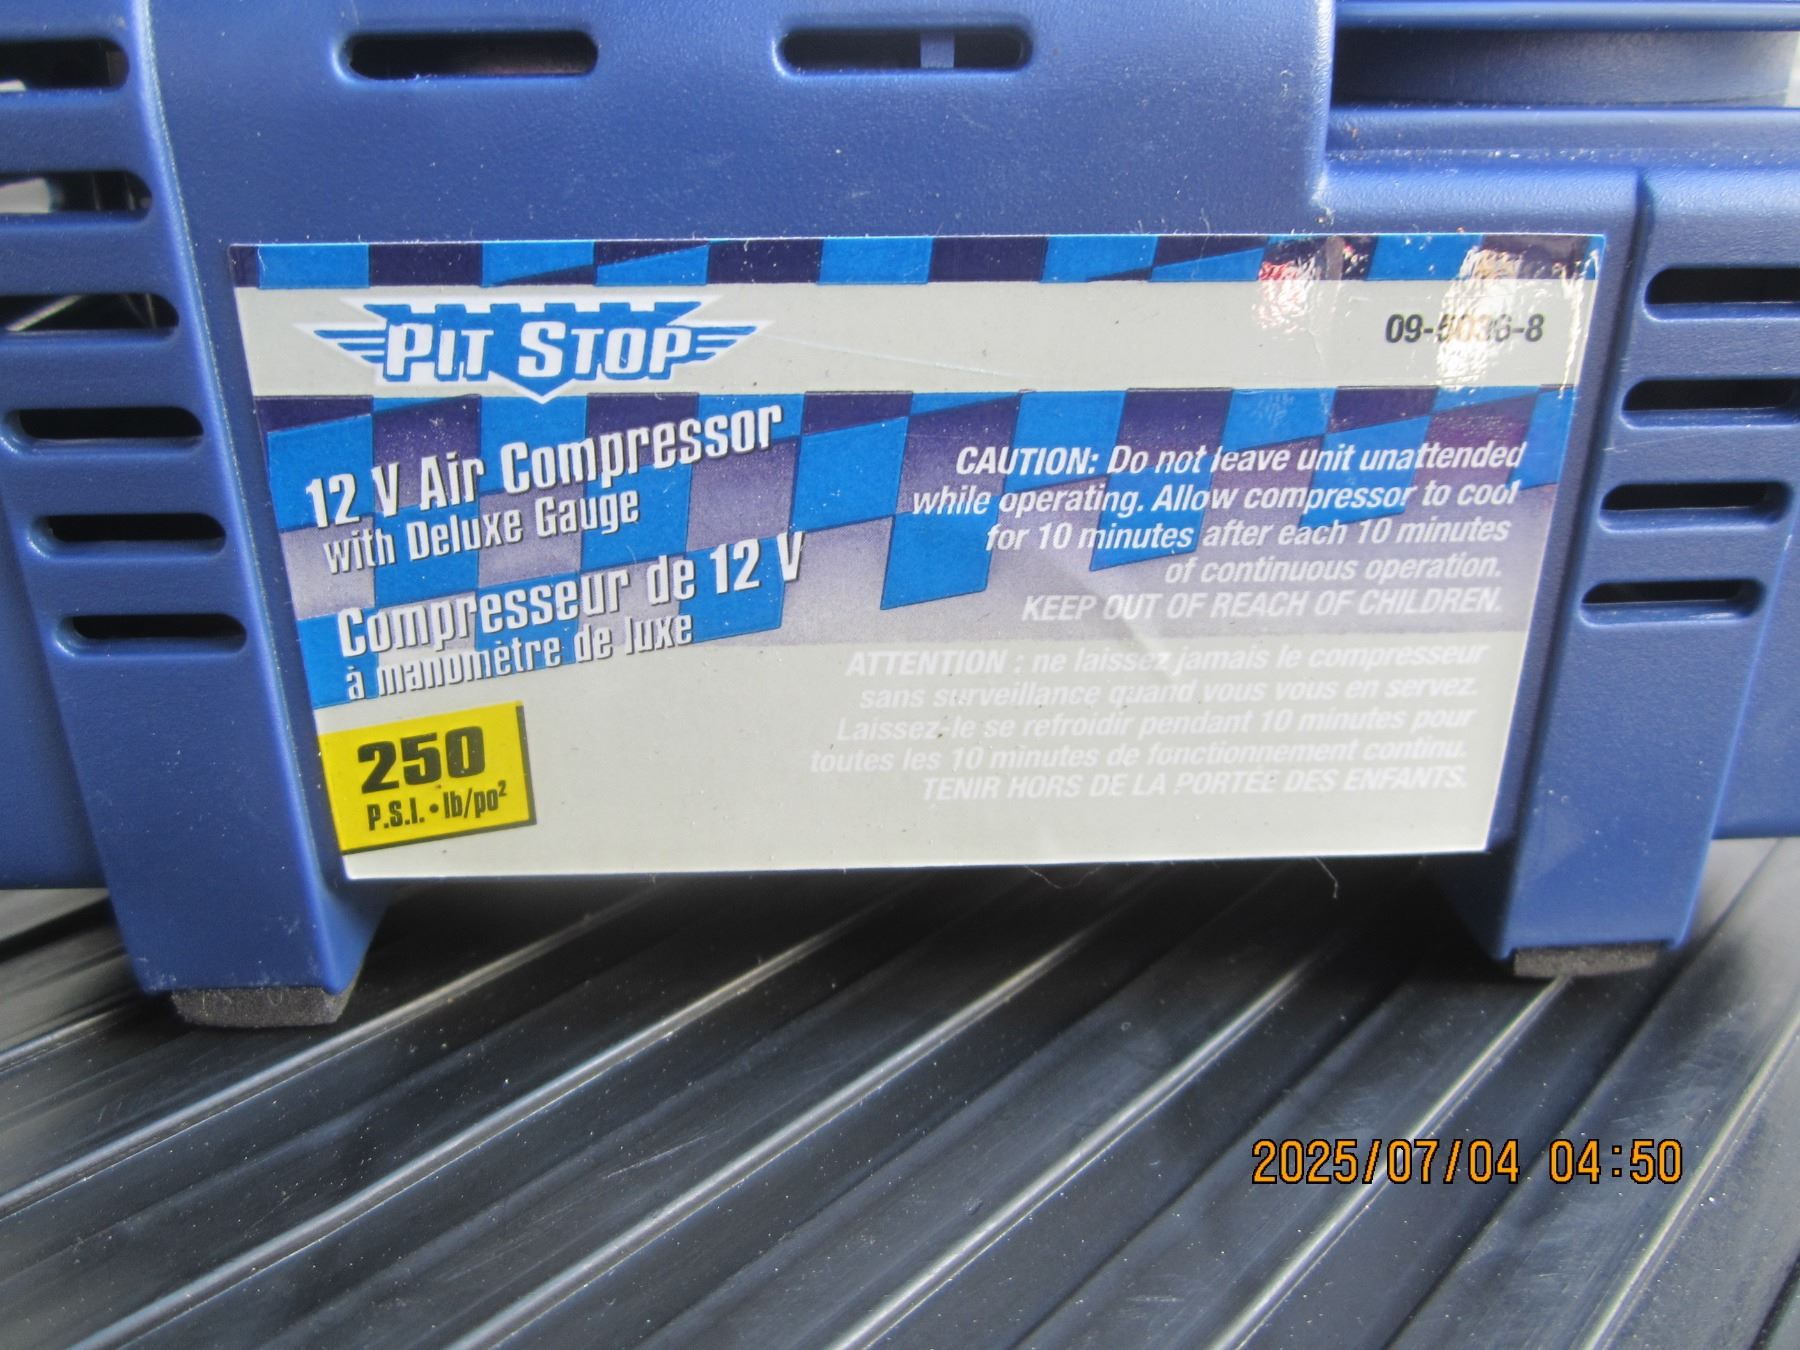 PIT STOP
12 V Air Compressor
with Deluxe Gauge
Compresseur de 12 V
à manomètre de luxe
250
P.S.I. • lb/po²
CAUTION: Do not leave unit unattended
while operating. Allow compressor to cool
for 10 minutes after each 10 minutes
of continuous operation.
KEEP OUT OF REACH OF CHILDREN.
ATTENTION : ne laissez jamais le compresseur
sans surveillance quand vous vous en servez.
Laissez-le se refroidir pendant 10 minutes pour
toutes les 10 minutes de fonctionnement continu.
TENIR HORS DE LA PORTÉE DES ENFANTS.
2025/07/04 04:50